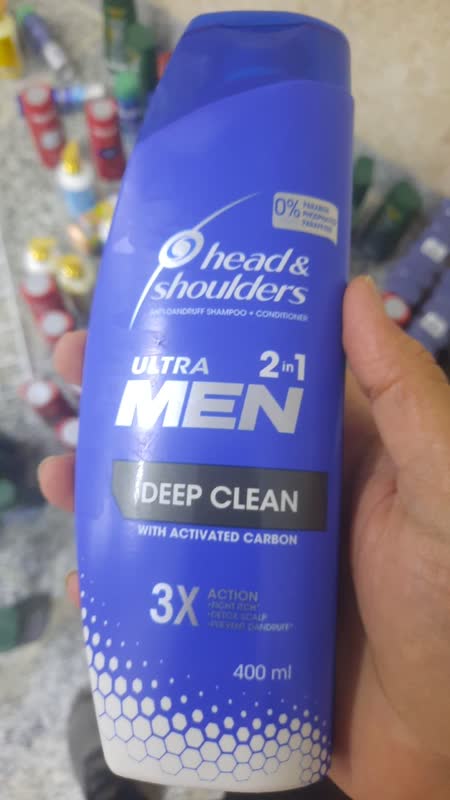 0% PARABENS
PHOSPHATES
PARAFFINS
head &
shoulders
ANTI-DANDRUFF SHAMPOO + CONDITIONER
ULTRA 2in1
MEN
DEEP CLEAN
WITH ACTIVATED CARBON
3X ACTION
-FIGHT ITCH*
-DETOX SCALP
-PREVENT DANDRUFF*
400 ml